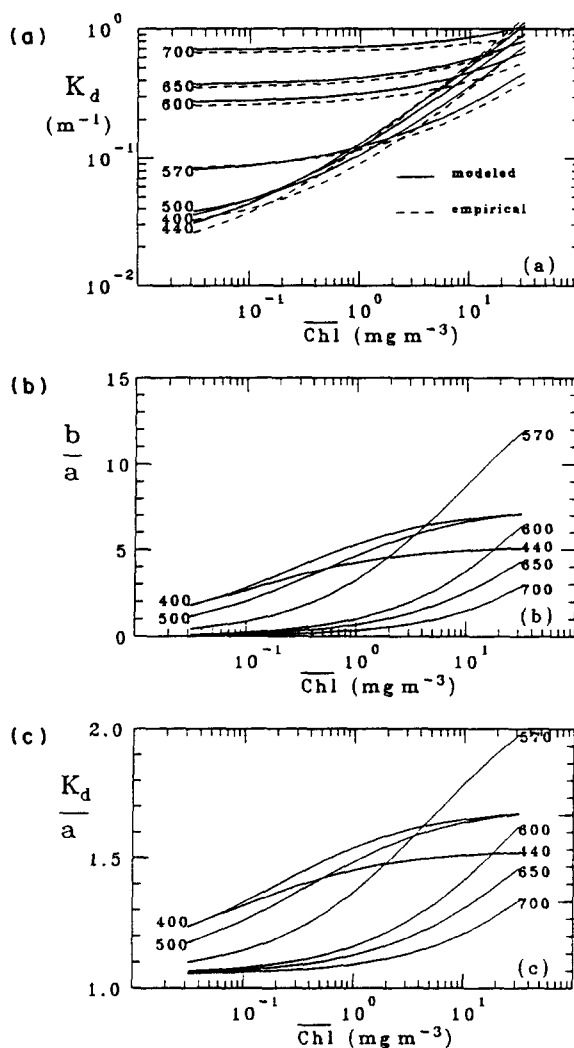 (a)
10⁰
700
K_d
650
600
(m⁻¹)
10⁻¹
570
modeled
500
400
440
empirical
(a)
10⁻²
10⁻¹ 10⁰ 10¹
Chl (mg m⁻³)
(b)
15
b/a
570
10
600
5
440
650
400
700
500
0
(b)
10⁻¹ 10⁰ 10¹
Chl (mg m⁻³)
(c)
2.0
570
K_d/a
600
1.5
440
650
400
700
500
1.0
(c)
10⁻¹ 10⁰ 10¹
Chl (mg m⁻³)